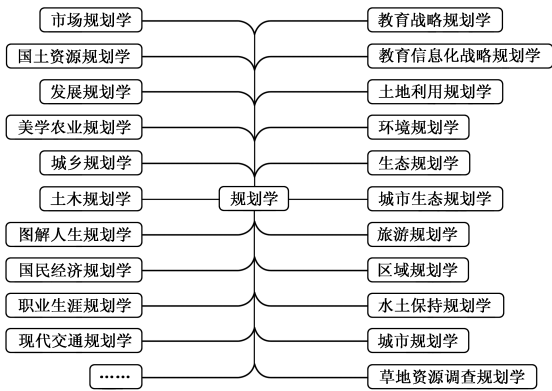 市场规划学
国土资源规划学
发展规划学
美学农业规划学
城乡规划学
土木规划学
图解人生规划学
国民经济规划学
职业生涯规划学
现代交通规划学
……
规划学
教育战略规划学
教育信息化战略规划学
土地利用规划学
环境规划学
生态规划学
城市生态规划学
旅游规划学
区域规划学
水土保持规划学
城市规划学
草地资源调查规划学